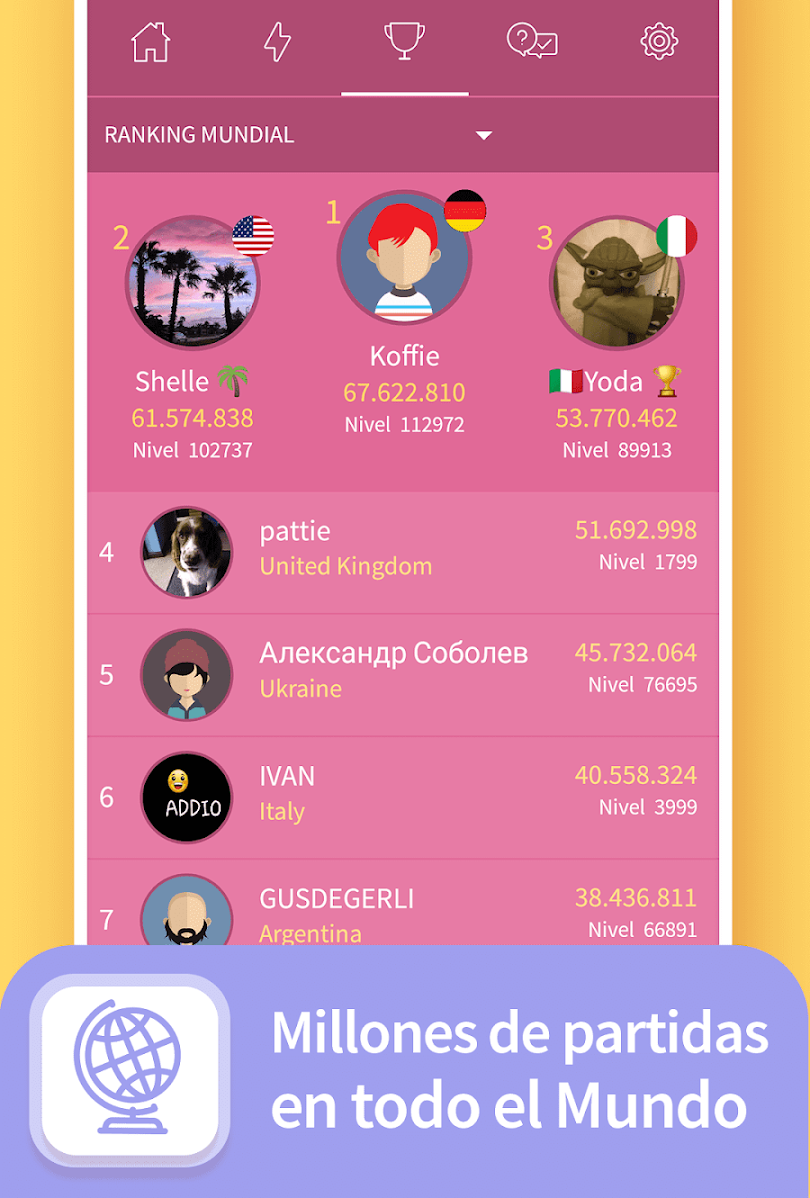 RANKING MUNDIAL
1
Koffie
67.622.810
Nivel 112972
2
Shelle
61.574.838
Nivel 102737
3
Yoda
53.770.462
Nivel 89913
4
pattie
United Kingdom
51.692.998
Nivel 1799
5
Александр Соболев
Ukraine
45.732.064
Nivel 76695
6
ADDIO
IVAN
Italy
40.558.324
Nivel 3999
7
GUSDEGERLI
Argentina
38.436.811
Nivel 66891
Millones de partidas
en todo el Mundo